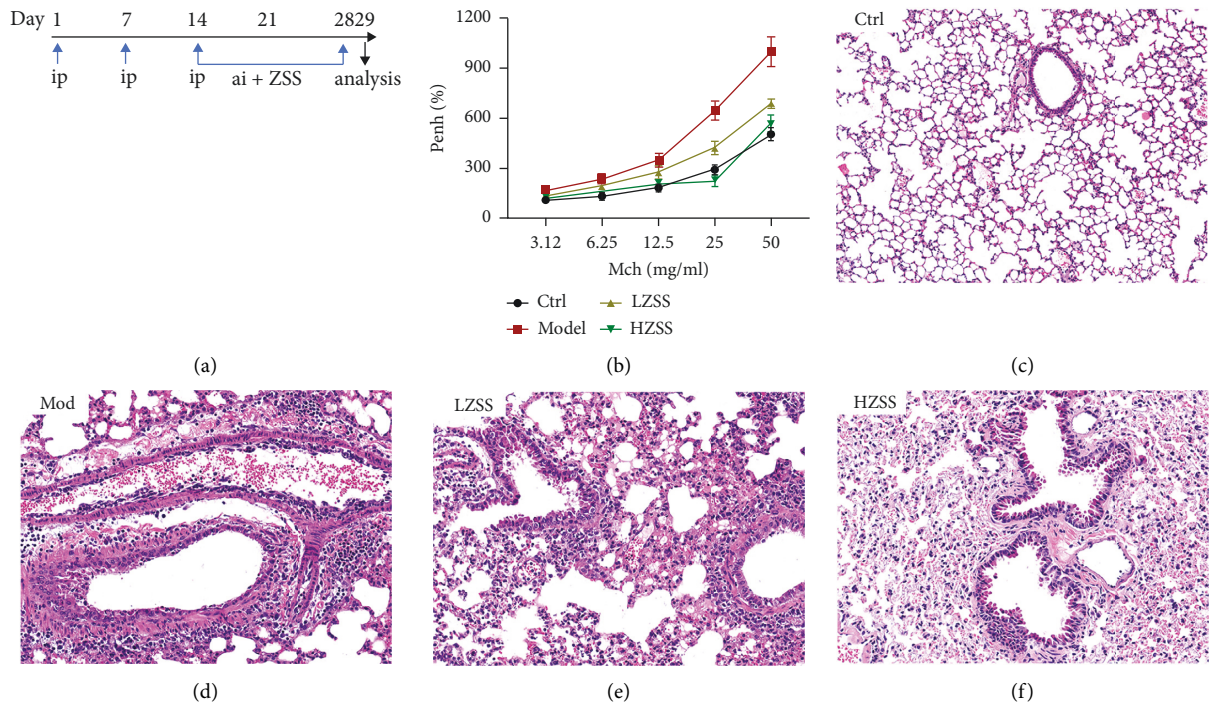 Day 1 7 14 21 2829
ip ip ip ai + ZSS analysis
(a)
1200
900
600
300
0
Penh (%)
3.12 6.25 12.5 25 50
Mch (mg/ml)
Ctrl LZSS
Model HZSS
(b)
Ctrl
(c)
Mod
(d)
LZSS
(e)
HZSS
(f)